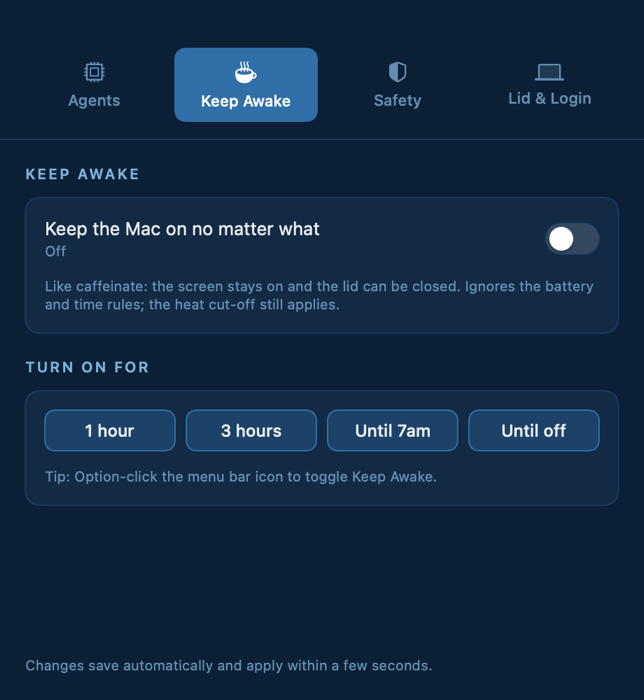 Agents
Keep Awake
Safety
Lid & Login
KEEP AWAKE
Keep the Mac on no matter what
Off
Like caffeinate: the screen stays on and the lid can be closed. Ignores the battery
and time rules; the heat cut-off still applies.
TURN ON FOR
1 hour
3 hours
Until 7am
Until off
Tip: Option-click the menu bar icon to toggle Keep Awake.
Changes save automatically and apply within a few seconds.